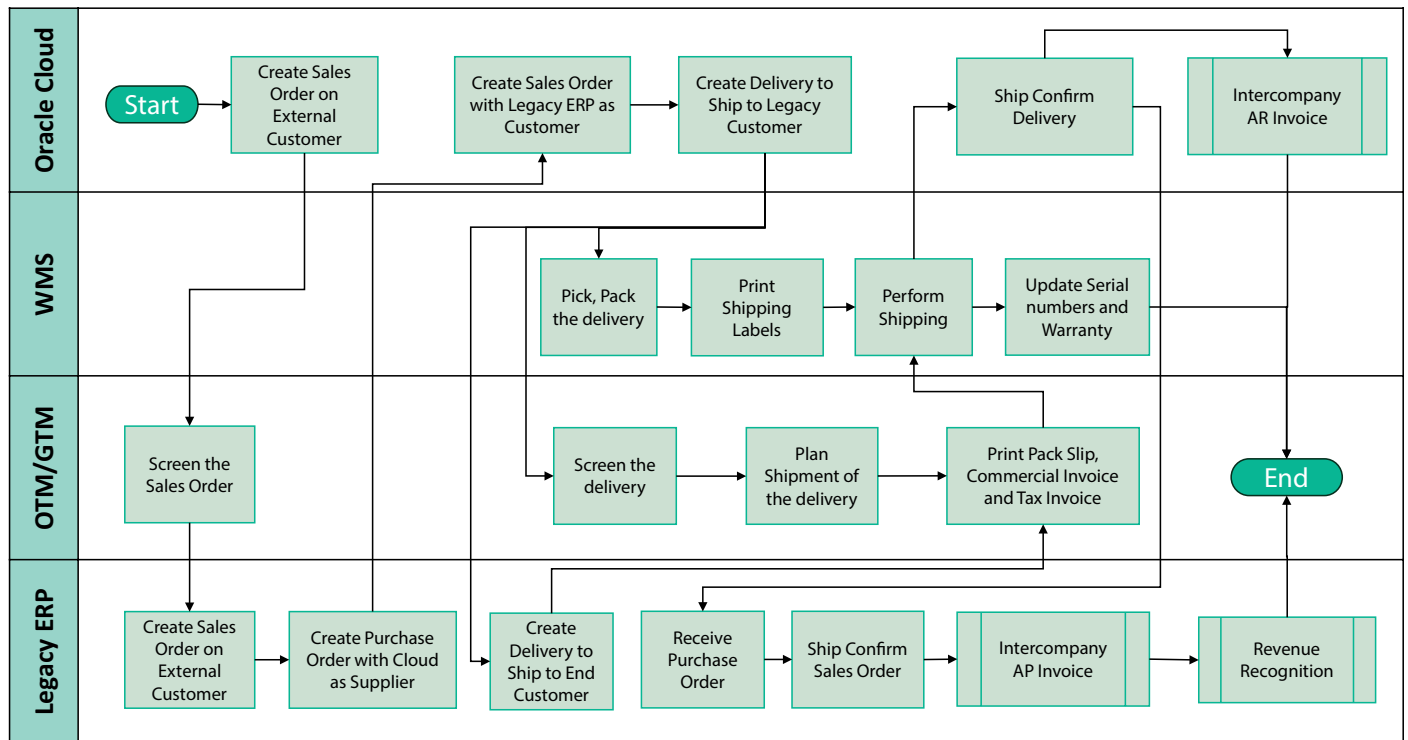 Oracle Cloud
Start
Create Sales
Order on
External
Customer
Create Sales Order
with Legacy ERP as
Customer
Create Delivery to
Ship to Legacy
Customer
Ship Confirm
Delivery
Intercompany
AR Invoice
WMS
Pick, Pack
the delivery
Print
Shipping
Labels
Perform
Shipping
Update Serial
numbers and
Warranty
OTM/GTM
Screen the
Sales Order
Screen the
delivery
Plan
Shipment of
the delivery
Print Pack Slip,
Commercial Invoice
and Tax Invoice
End
Legacy ERP
Create Sales
Order on
External
Customer
Create Purchase
Order with Cloud
as Supplier
Create
Delivery to
Ship to End
Customer
Receive
Purchase
Order
Ship Confirm
Sales Order
Intercompany
AP Invoice
Revenue
Recognition